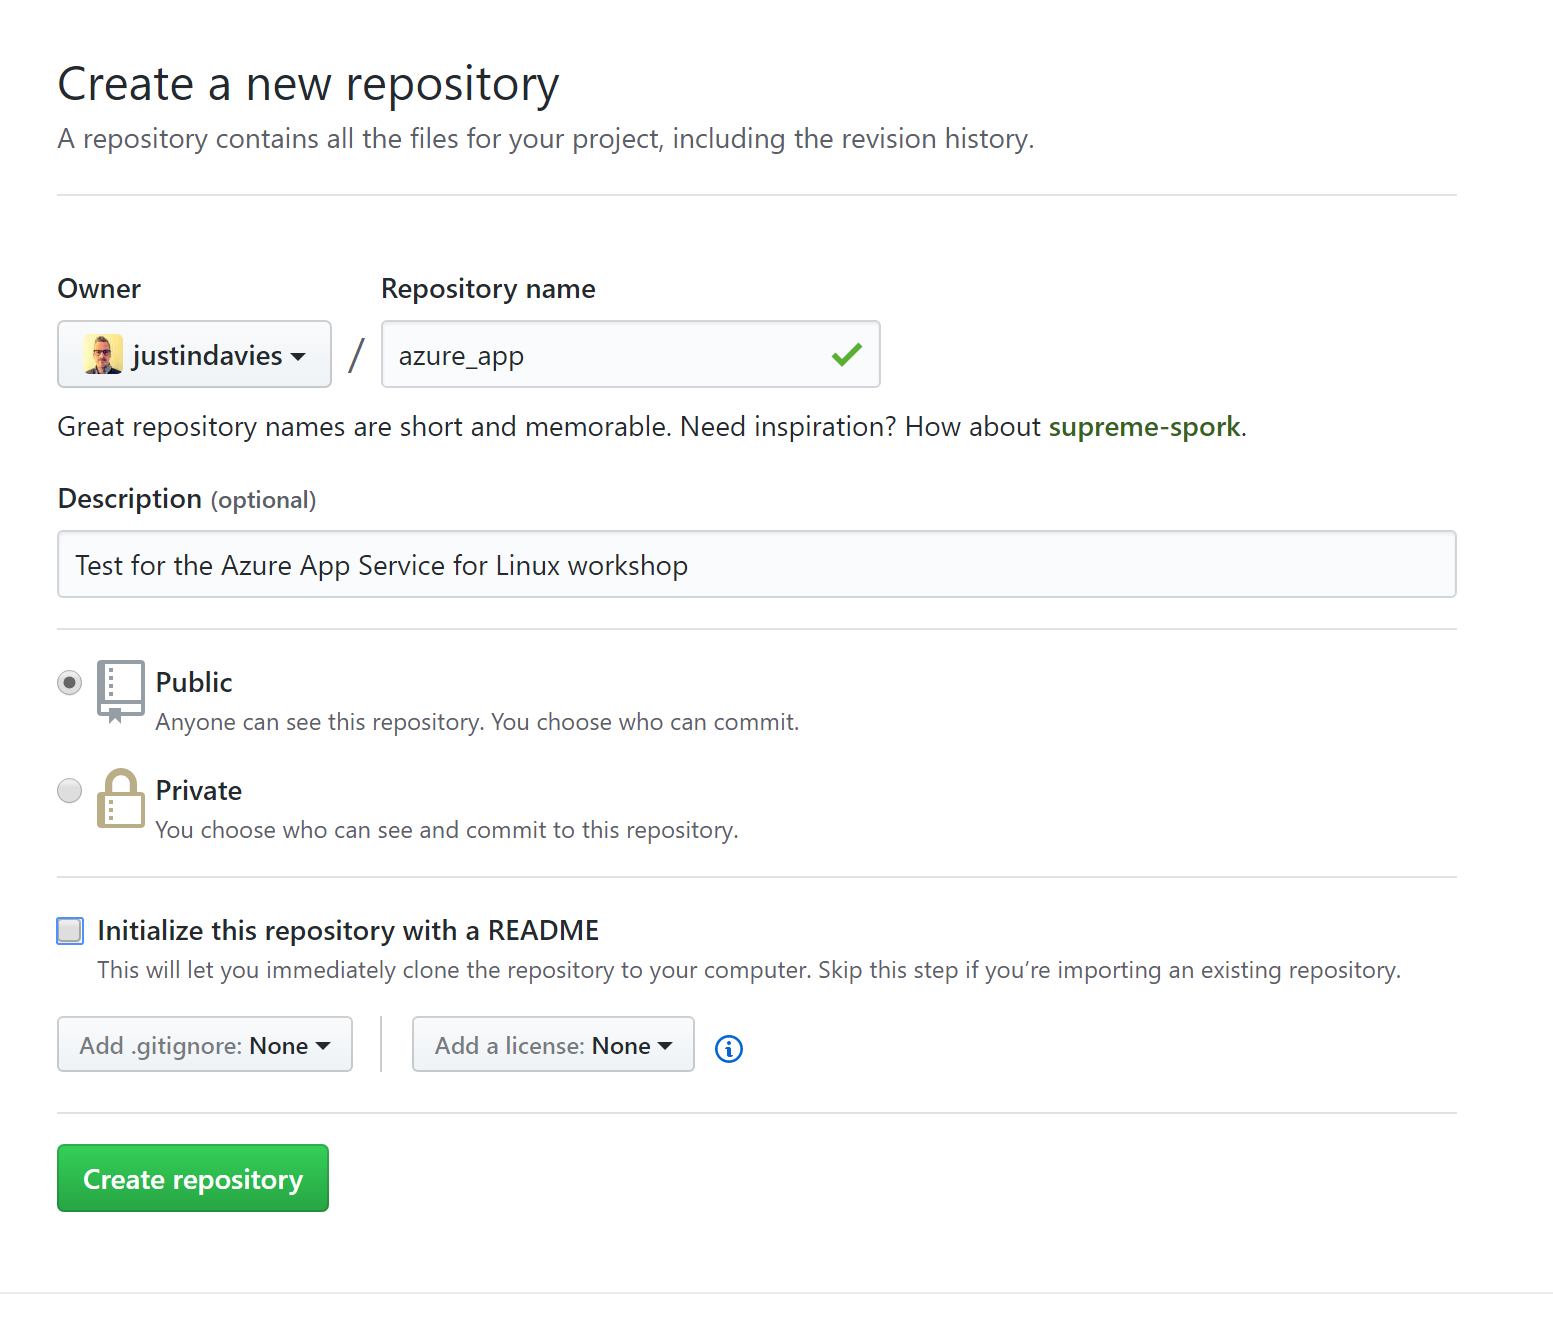 Create a new repository
A repository contains all the files for your project, including the revision history.
Owner
Repository name
justindavies / azure_app
Great repository names are short and memorable. Need inspiration? How about supreme-spork.
Description (optional)
Test for the Azure App Service for Linux workshop
Public
Anyone can see this repository. You choose who can commit.
Private
You choose who can see and commit to this repository.
Initialize this repository with a README
This will let you immediately clone the repository to your computer. Skip this step if you’re importing an existing repository.
Add .gitignore: None
Add a license: None
Create repository